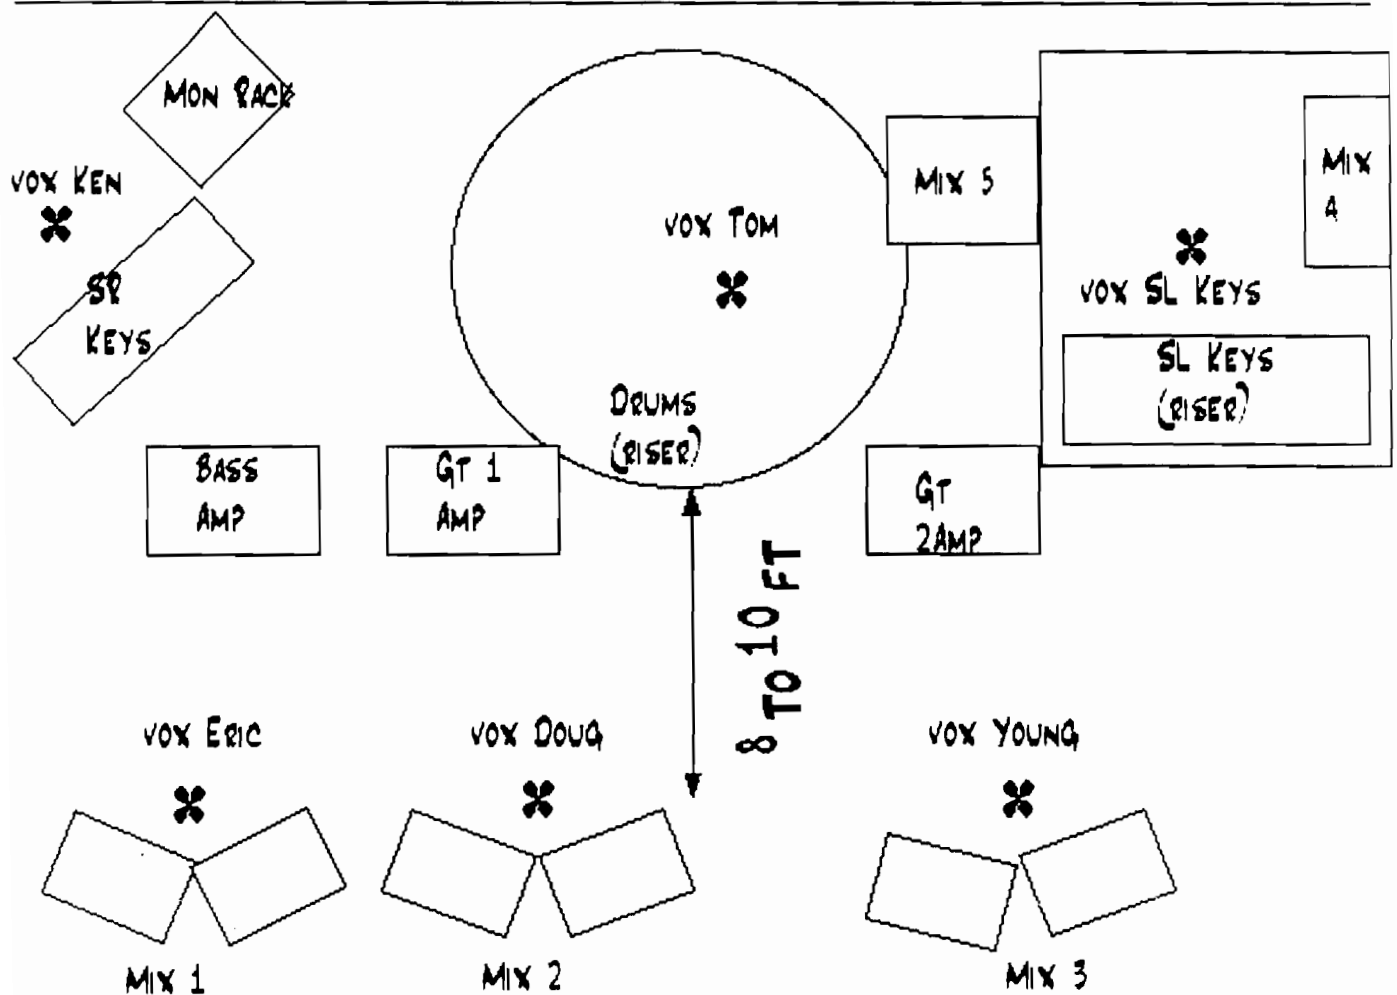 Mon Rack
vox Ken
SR
Keys
vox Tom
Mix 5
Mix
4
vox SL Keys
SL Keys
(riser)
Drums
(riser)
Bass
Amp
Gt 1
Amp
Gt
2Amp
8 to 10 ft
vox Eric
vox Doug
vox Young
Mix 1
Mix 2
Mix 3